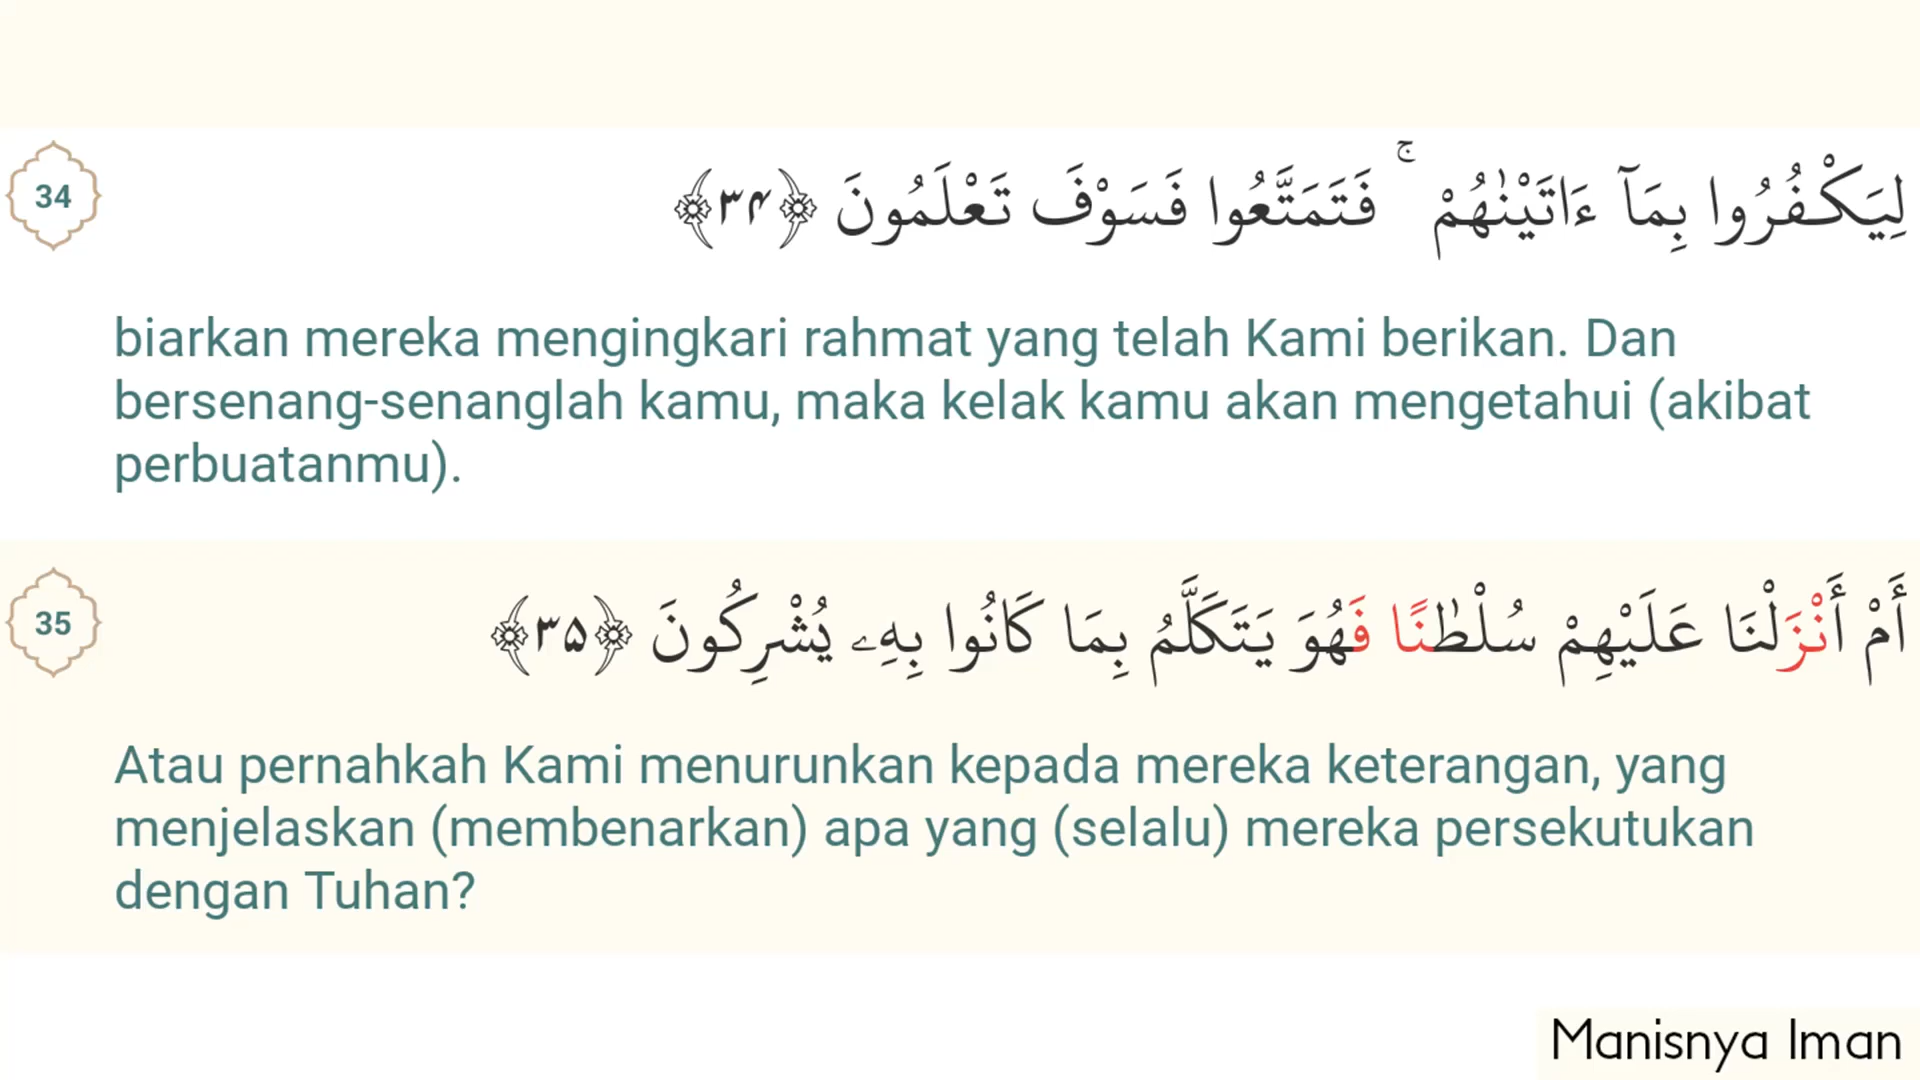 34
لِيَكْفُرُوا بِمَآ ءَاتَيْنٰهُمْ ۚ فَتَمَتَّعُوا فَسَوْفَ تَعْلَمُونَ ﴿۳۴﴾
biarkan mereka mengingkari rahmat yang telah Kami berikan. Dan
bersenang-senanglah kamu, maka kelak kamu akan mengetahui (akibat
perbuatanmu).
35
أَمْ أَنْزَلْنَا عَلَيْهِمْ سُلْطٰنًا فَهُوَ يَتَكَلَّمُ بِمَا كَانُوا بِهِۦ يُشْرِكُونَ ﴿۳۵﴾
Atau pernahkah Kami menurunkan kepada mereka keterangan, yang
menjelaskan (membenarkan) apa yang (selalu) mereka persekutukan
dengan Tuhan?
Manisnya Iman